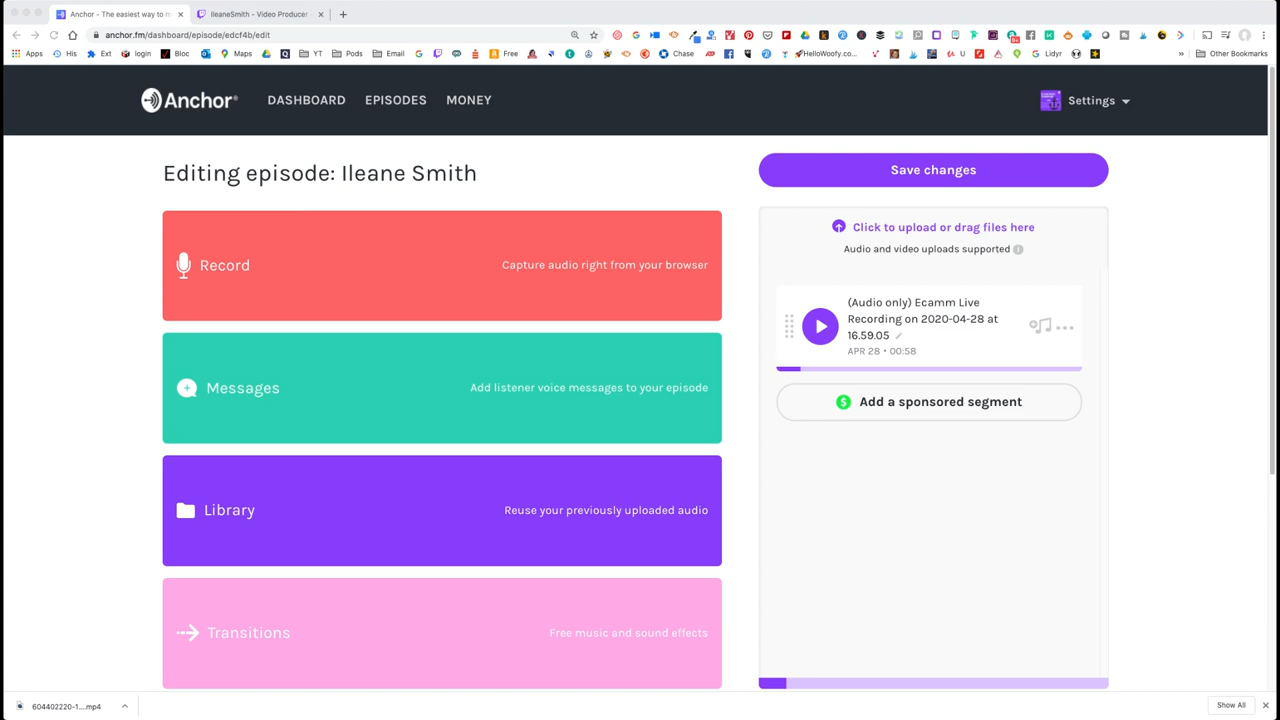 Anchor - The easiest way to m
IleaneSmith - Video Producer
anchor.fm/dashboard/episode/edcf4b/edit
Apps
His
Ext
login
Bloc
Maps
YT
Pods
Email
Free
Chase
HelloWoofy.co...
U
Lidyr
Other Bookmarks
Anchor
DASHBOARD
EPISODES
MONEY
Settings
Editing episode: Ileane Smith
Save changes
Record
Capture audio right from your browser
Messages
Add listener voice messages to your episode
Library
Reuse your previously uploaded audio
Transitions
Free music and sound effects
Click to upload or drag files here
Audio and video uploads supported
(Audio only) Ecamm Live
Recording on 2020-04-28 at
16.59.05
APR 28 • 00:58
Add a sponsored segment
604402220-1....mp4
Show All